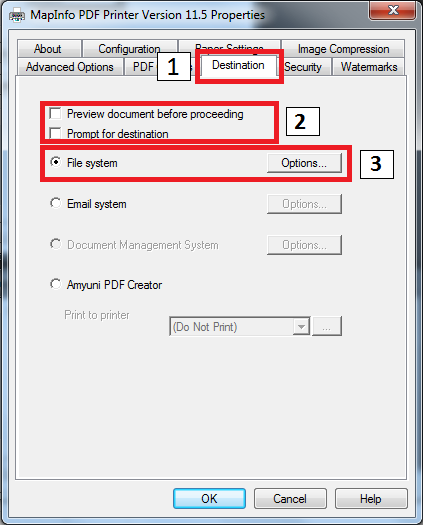 MapInfo PDF Printer Version 11.5 Properties
About Configuration Paper Settings Image Compression
Advanced Options PDF 1 Destination Security Watermarks
Preview document before proceeding
Prompt for destination
2
File system Options... 3
Email system Options...
Document Management System Options...
Amyuni PDF Creator
Print to printer (Do Not Print) ...
OK Cancel Help